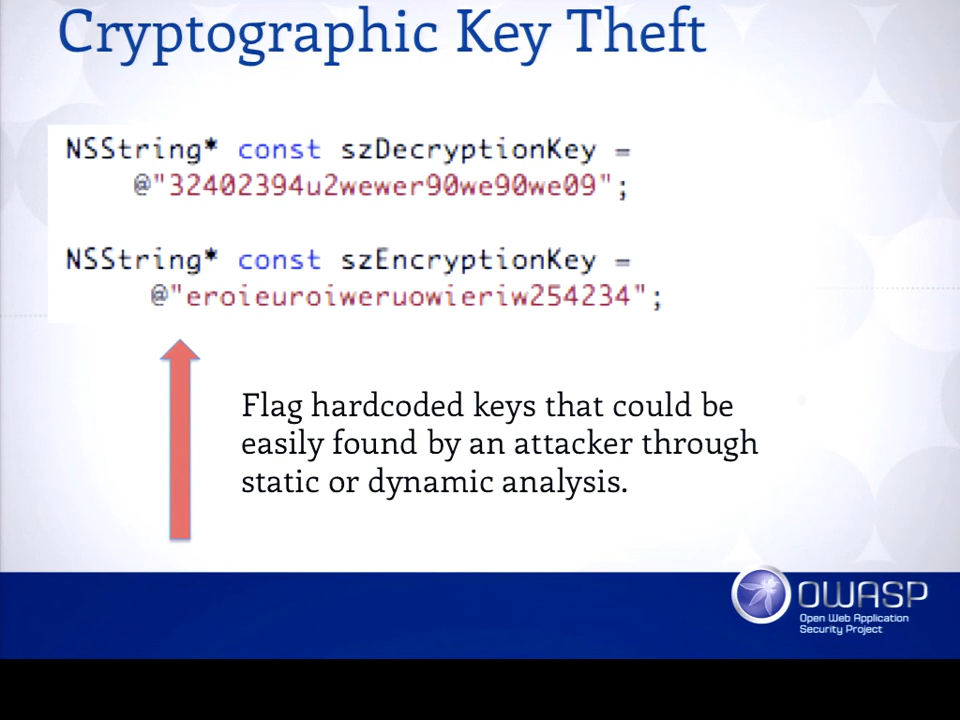 Cryptographic Key Theft
NSString* const szDecryptionKey =
@"32402394u2wewer90we90we09";
NSString* const szEncryptionKey =
@"eroieuroiweruowieriw254234";
Flag hardcoded keys that could be
easily found by an attacker through
static or dynamic analysis.
OWASP
Open Web Application
Security Project